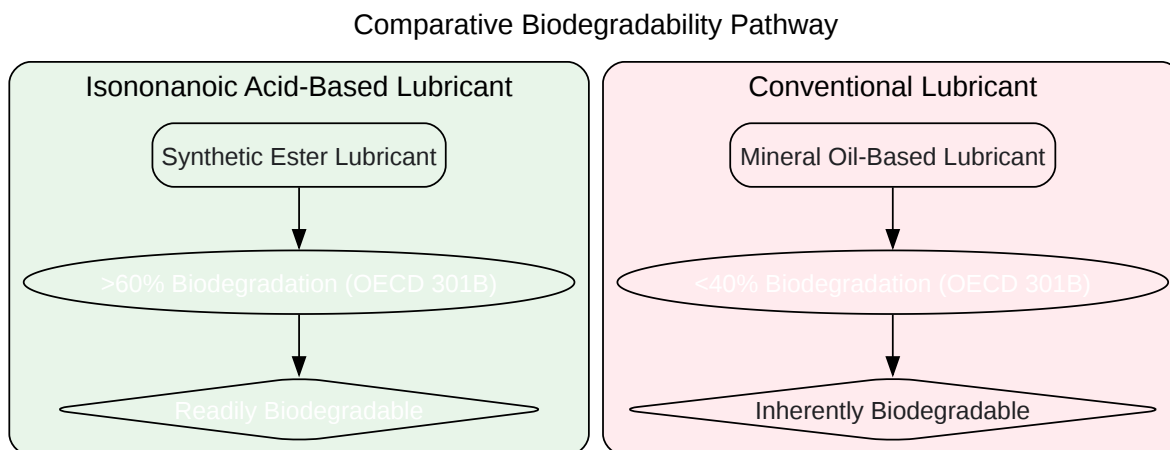 Comparative Biodegradability Pathway
Isononanoic Acid-Based Lubricant
Synthetic Ester Lubricant
>60% Biodegradation (OECD 301B)
Readily Biodegradable
Conventional Lubricant
Mineral Oil-Based Lubricant
<40% Biodegradation (OECD 301B)
Inherently Biodegradable